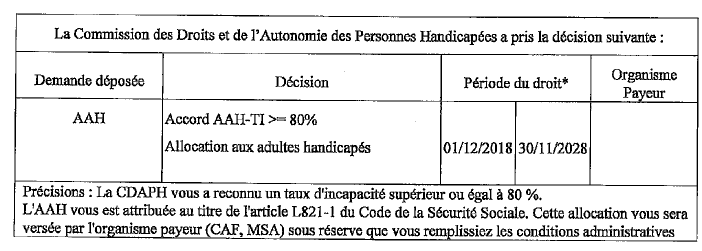 La Commission des Droits et de l'Autonomie des Personnes Handicapées a pris la décision suivante :
Demande déposée Décision Période du droit* Organisme
Payeur
AAH Accord AAH-TI >= 80%
Allocation aux adultes handicapés 01/12/2018 30/11/2028
Précisions : La CDAPH vous a reconnu un taux d'incapacité supérieur ou égal à 80 %.
L'AAH vous est attribuée au titre de l'article L821-1 du Code de la Sécurité Sociale. Cette allocation vous sera
versée par l'organisme payeur (CAF, MSA) sous réserve que vous remplissiez les conditions administratives